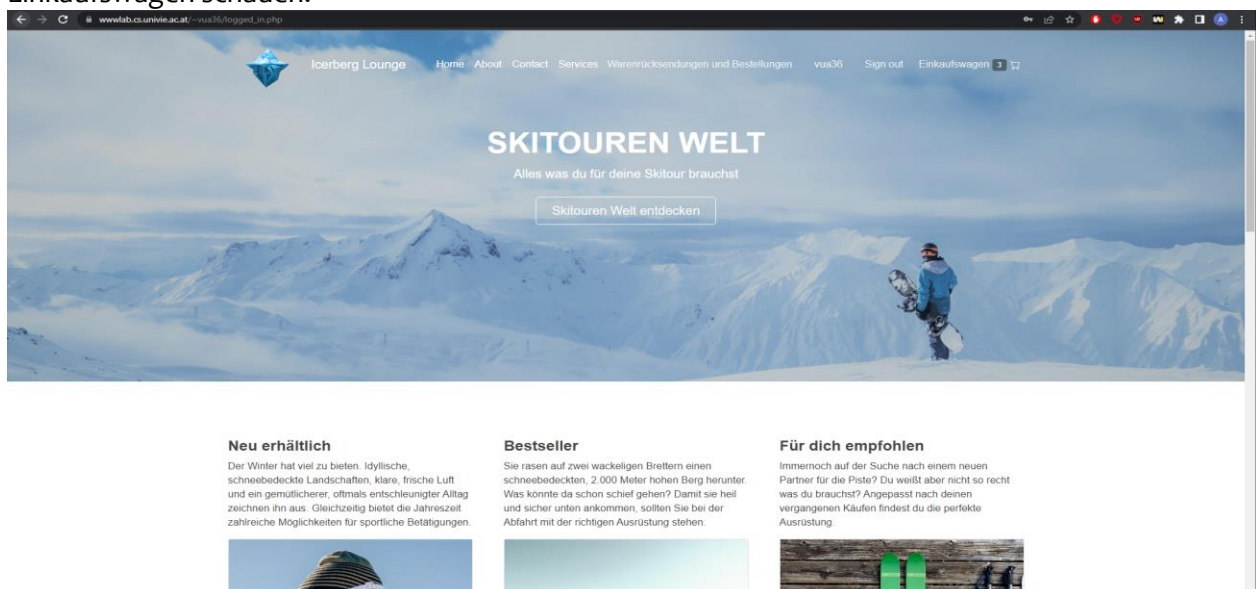 Einkaufswagen schauen.
wwwlab.cs.univie.ac.at/~vua36/logged_in.php
Icerberg Lounge Home About Contact Services Warenrücksendungen und Bestellungen vua36 Sign out Einkaufswagen 3
SKITOUREN WELT
Alles was du für deine Skitour brauchst
Skitouren Welt entdecken
Neu erhältlich
Der Winter hat viel zu bieten. Idyllische,
schneebedeckte Landschaften, klare, frische Luft
und ein gemütlicherer, oftmals entschleunigter Alltag
zeichnen ihn aus. Gleichzeitig bietet die Jahreszeit
zahlreiche Möglichkeiten für sportliche Betätigungen.
Bestseller
Sie rasen auf zwei wackeligen Brettern einen
schneebedeckten, 2.000 Meter hohen Berg herunter.
Was könnte da schon schief gehen? Damit sie heil
und sicher unten ankommen, sollten Sie bei der
Abfahrt mit der richtigen Ausrüstung stehen.
Für dich empfohlen
Immernoch auf der Suche nach einem neuen
Partner für die Piste? Du weißt aber nicht so recht
was du brauchst? Angepasst nach deinen
vergangenen Käufen findest du die perfekte
Ausrüstung.